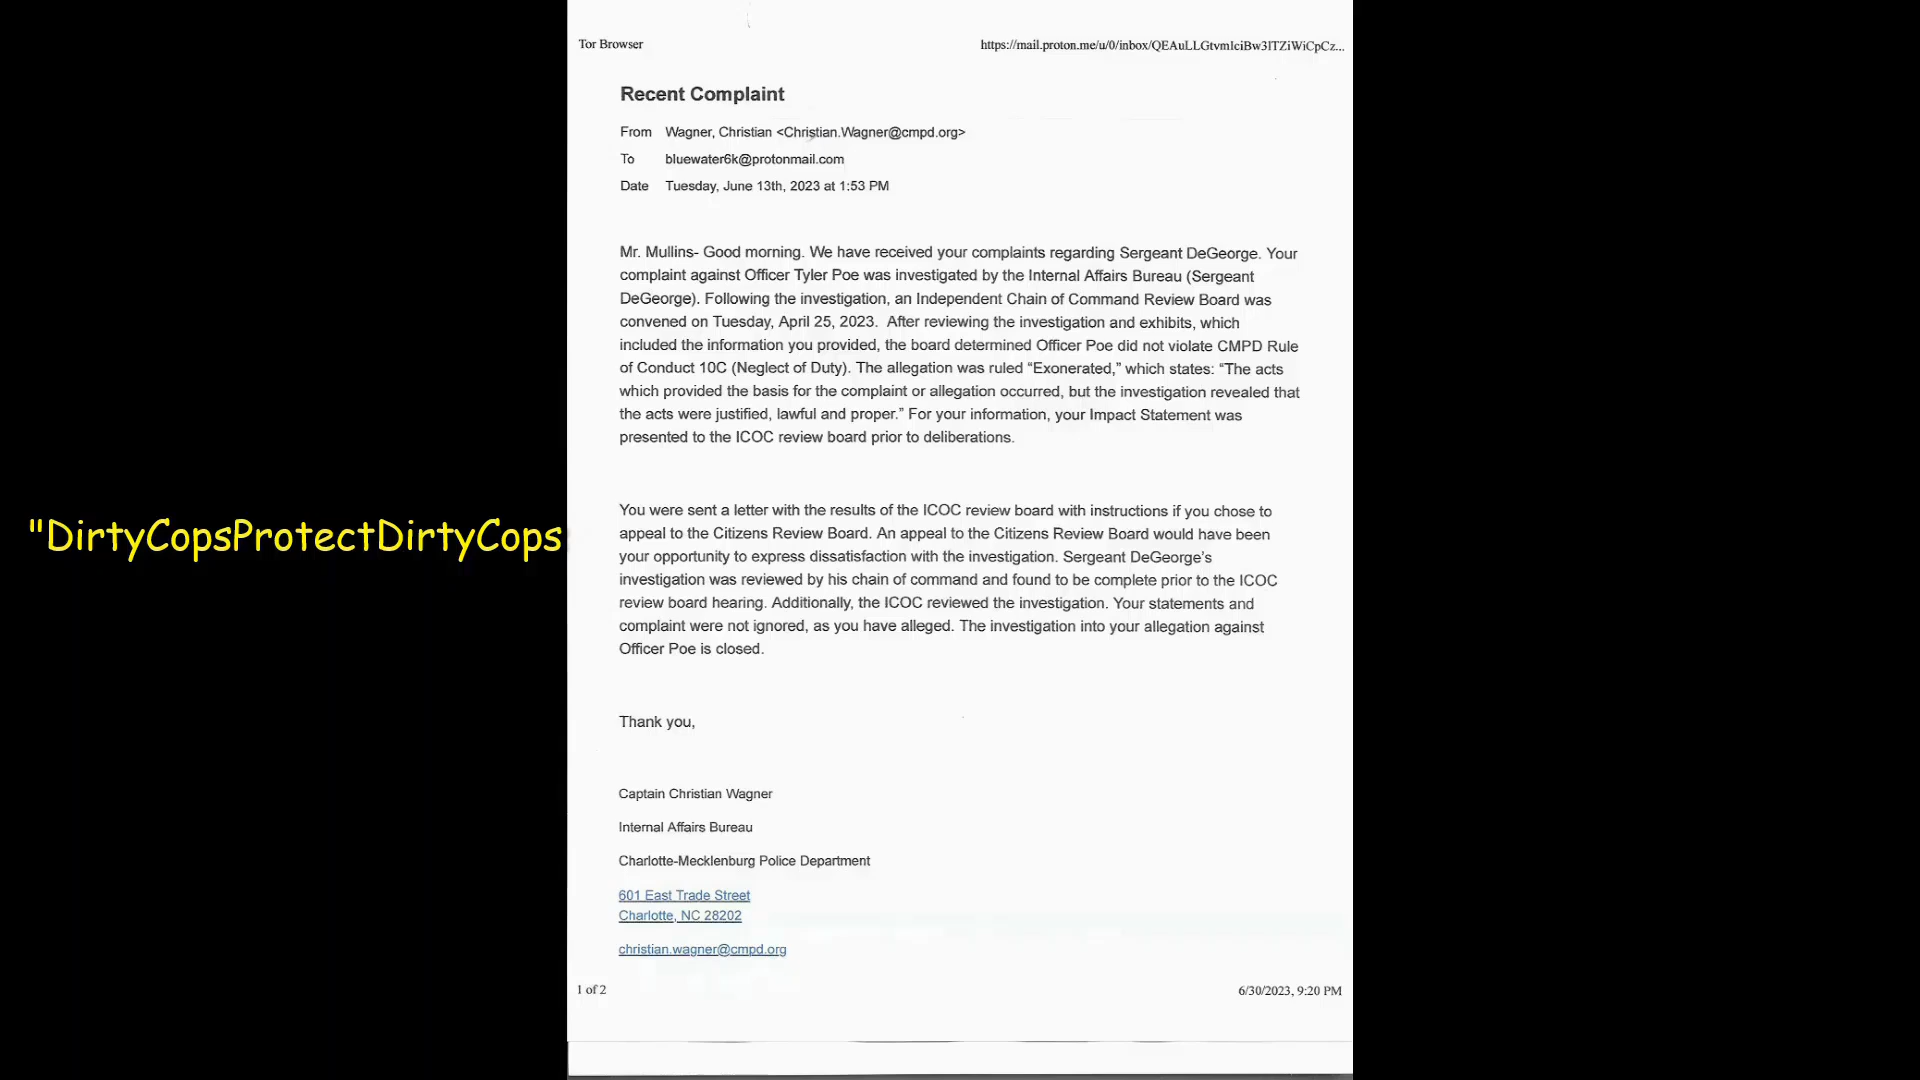 Tor Browser
https://mail.proton.me/u/0/inbox/QEAuLLGtvmIciBw3lTZiWiCpCz...
Recent Complaint
From Wagner, Christian <Christian.Wagner@cmpd.org>
To bluewater6k@protonmail.com
Date Tuesday, June 13th, 2023 at 1:53 PM
Mr. Mullins- Good morning. We have received your complaints regarding Sergeant DeGeorge. Your
complaint against Officer Tyler Poe was investigated by the Internal Affairs Bureau (Sergeant
DeGeorge). Following the investigation, an Independent Chain of Command Review Board was
convened on Tuesday, April 25, 2023.  After reviewing the investigation and exhibits, which
included the information you provided, the board determined Officer Poe did not violate CMPD Rule
of Conduct 10C (Neglect of Duty). The allegation was ruled “Exonerated,” which states: “The acts
which provided the basis for the complaint or allegation occurred, but the investigation revealed that
the acts were justified, lawful and proper.” For your information, your Impact Statement was
presented to the ICOC review board prior to deliberations.
You were sent a letter with the results of the ICOC review board with instructions if you chose to
appeal to the Citizens Review Board. An appeal to the Citizens Review Board would have been
your opportunity to express dissatisfaction with the investigation. Sergeant DeGeorge’s
investigation was reviewed by his chain of command and found to be complete prior to the ICOC
review board hearing. Additionally, the ICOC reviewed the investigation. Your statements and
complaint were not ignored, as you have alleged. The investigation into your allegation against
Officer Poe is closed.
"DirtyCopsProtectDirtyCops
Thank you,
Captain Christian Wagner
Internal Affairs Bureau
Charlotte-Mecklenburg Police Department
601 East Trade Street
Charlotte, NC 28202
christian.wagner@cmpd.org
1 of 2
6/30/2023, 9:20 PM